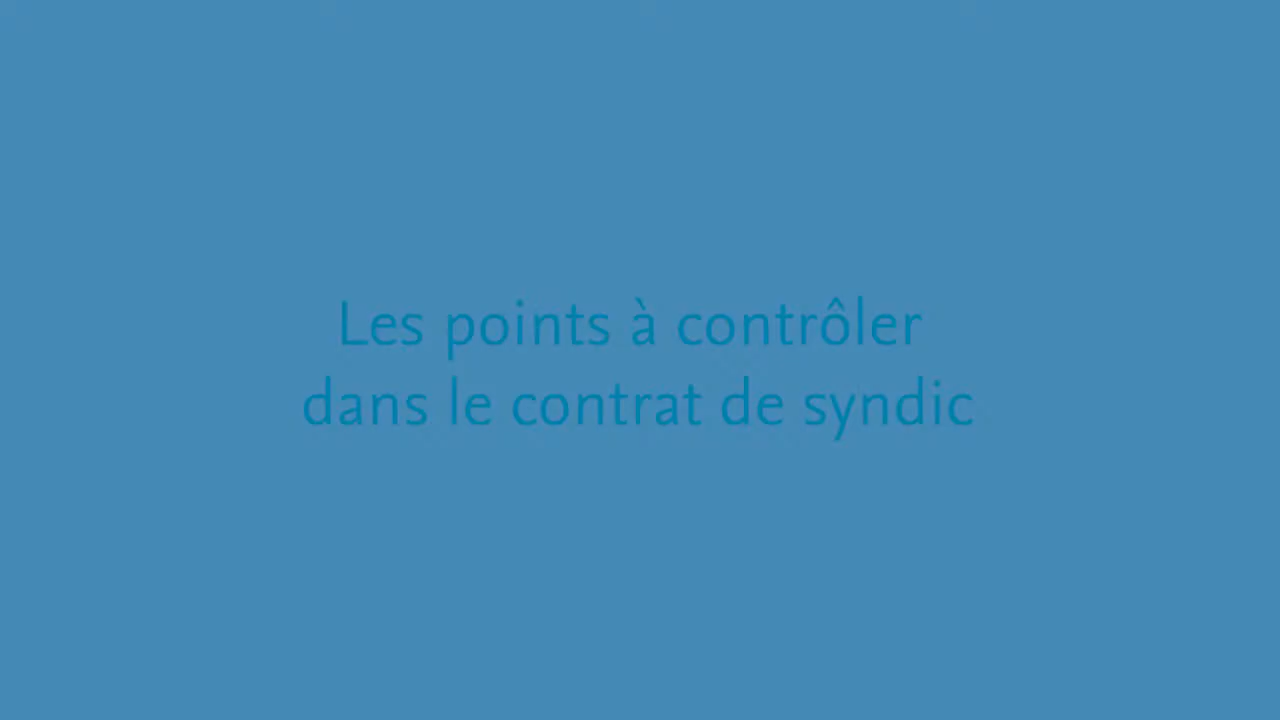 Les points à contrôler
dans le contrat de syndic